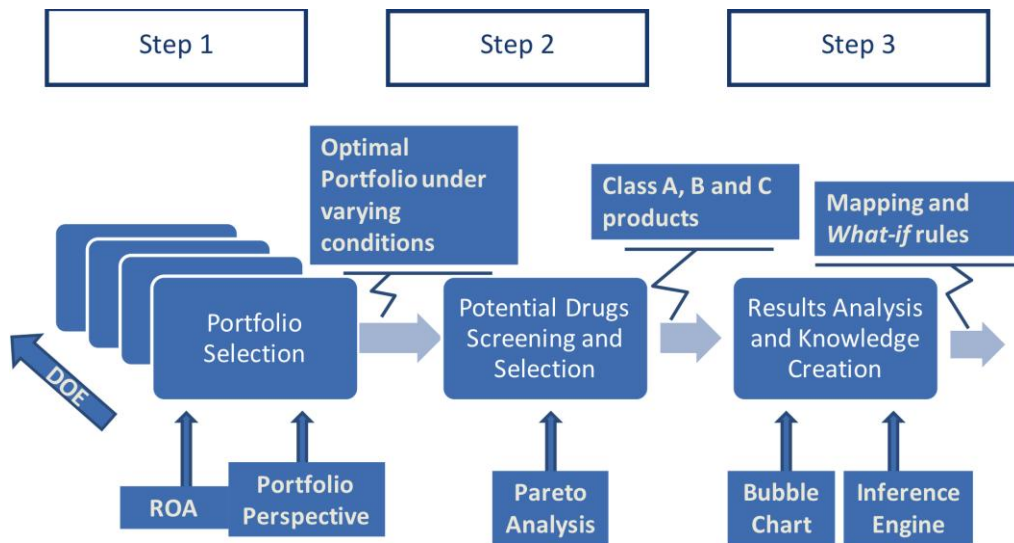 Step 1
Step 2
Step 3
Optimal
Portfolio under
varying
conditions
Class A, B and C
products
Mapping and
What-if rules
Portfolio
Selection
Potential Drugs
Screening and
Selection
Results Analysis
and Knowledge
Creation
DOE
ROA
Portfolio
Perspective
Pareto
Analysis
Bubble
Chart
Inference
Engine